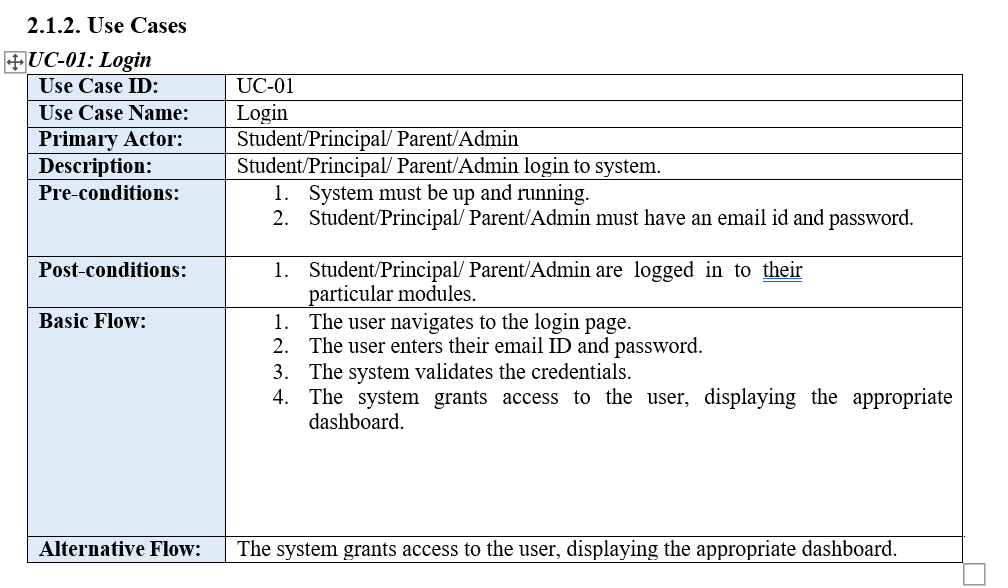 2.1.2. Use Cases
UC-01: Login
Use Case ID: UC-01
Use Case Name: Login
Primary Actor: Student/Principal/ Parent/Admin
Description: Student/Principal/ Parent/Admin login to system.
Pre-conditions: 1. System must be up and running.
2. Student/Principal/ Parent/Admin must have an email id and password.
Post-conditions: 1. Student/Principal/ Parent/Admin are logged in to their
particular modules.
Basic Flow: 1. The user navigates to the login page.
2. The user enters their email ID and password.
3. The system validates the credentials.
4. The system grants access to the user, displaying the appropriate
dashboard.
Alternative Flow: The system grants access to the user, displaying the appropriate dashboard.